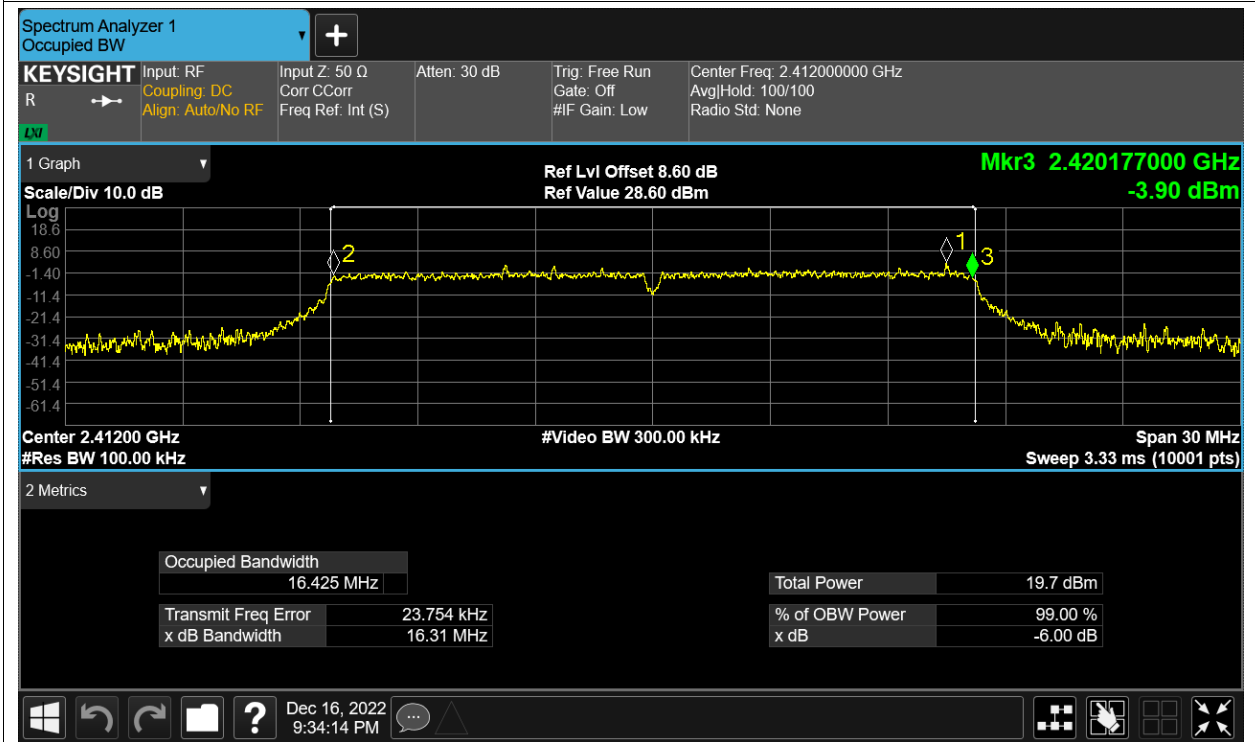 Spectrum Analyzer 1
Occupied BW
KEYSIGHT Input: RF Input Z: 50 Ω Atten: 30 dB Trig: Free Run Center Freq: 2.412000000 GHz
R Coupling: DC Corr CCorr Gate: Off Avg|Hold: 100/100
Align: Auto/No RF Freq Ref: Int (S) #IF Gain: Low Radio Std: None
LXI
1 Graph Ref Lvl Offset 8.60 dB Mkr3 2.420177000 GHz
Scale/Div 10.0 dB Ref Value 28.60 dBm -3.90 dBm
Log
18.6
8.60
-1.40
-11.4
-21.4
-31.4
-41.4
-51.4
-61.4
2
1
3
Center 2.41200 GHz #Video BW 300.00 kHz Span 30 MHz
#Res BW 100.00 kHz Sweep 3.33 ms (10001 pts)
2 Metrics
Occupied Bandwidth
16.425 MHz Total Power 19.7 dBm
Transmit Freq Error 23.754 kHz % of OBW Power 99.00 %
x dB Bandwidth 16.31 MHz x dB -6.00 dB
? Dec 16, 2022
9:34:14 PM